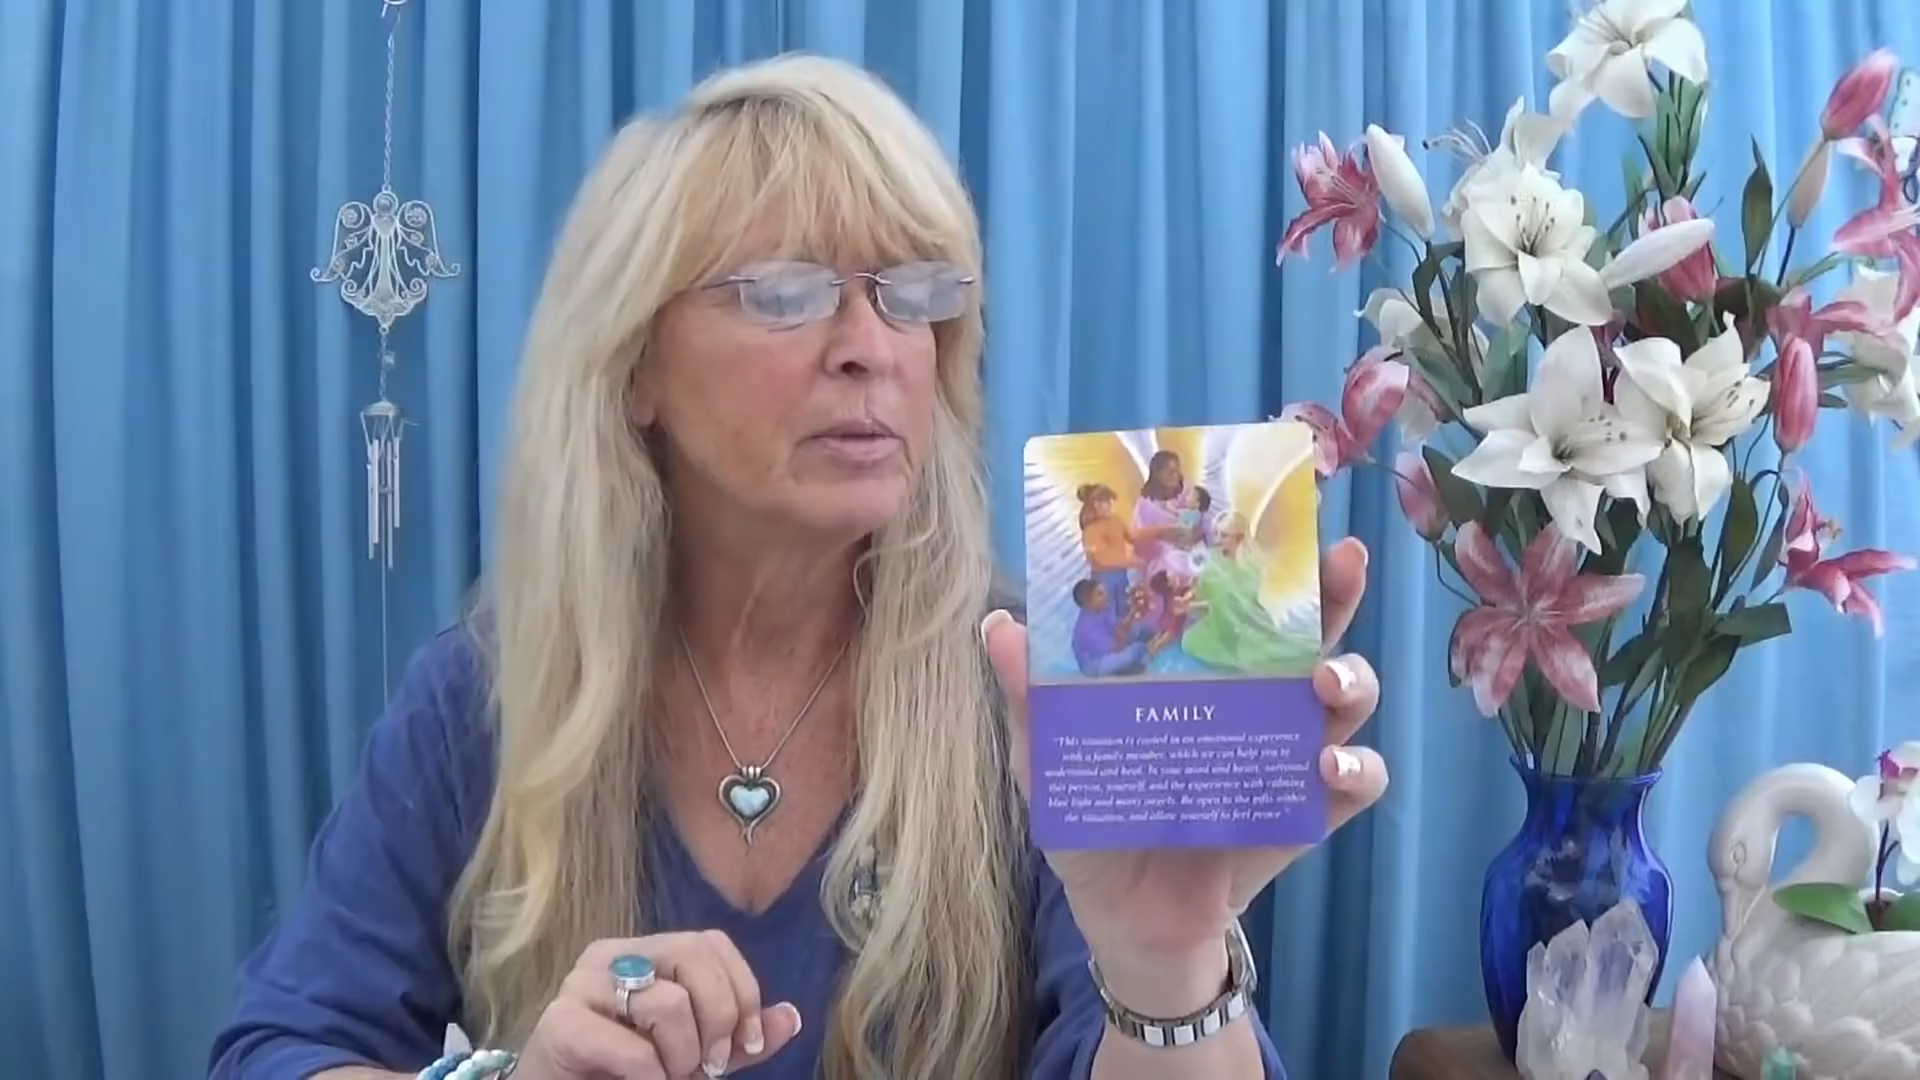 FAMILY
"This situation is rooted in an emotional experience
with a family member, which we can help you to
understand and heal. In your mind and heart, surround
this person, yourself, and the experience with calming
blue light and many angels. Be open to the gifts within
the situation, and allow yourself to feel peace."